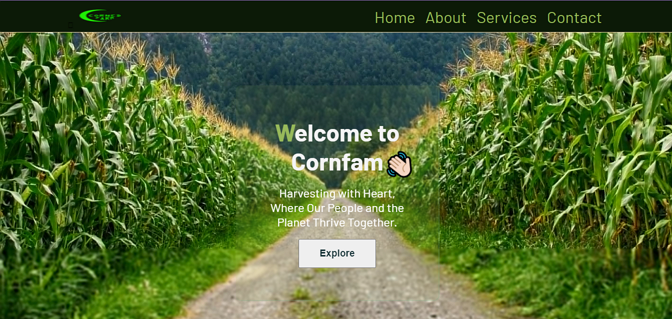 Home About Services Contact
Welcome to
Cornfam
Harvesting with Heart,
Where Our People and the
Planet Thrive Together.
Explore